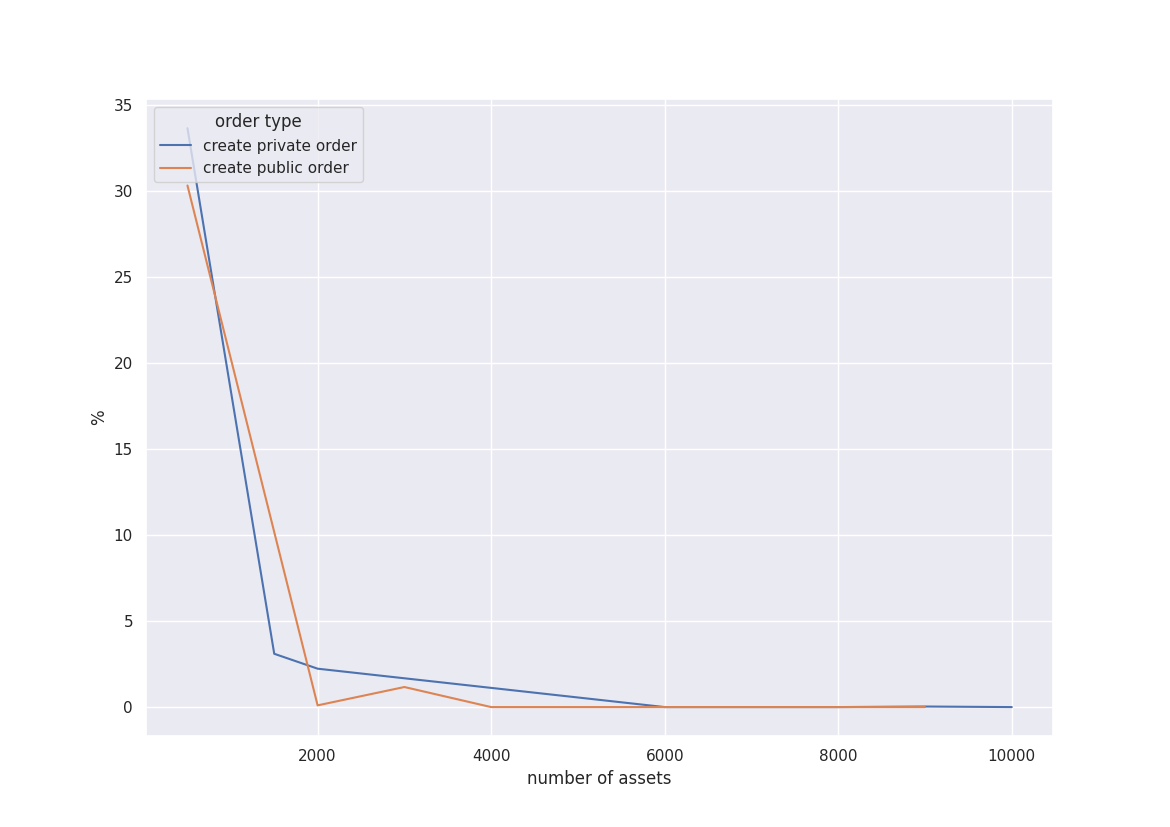 order type
create private order
create public order
35
30
25
20
15
10
5
0
%
2000 4000 6000 8000 10000
number of assets